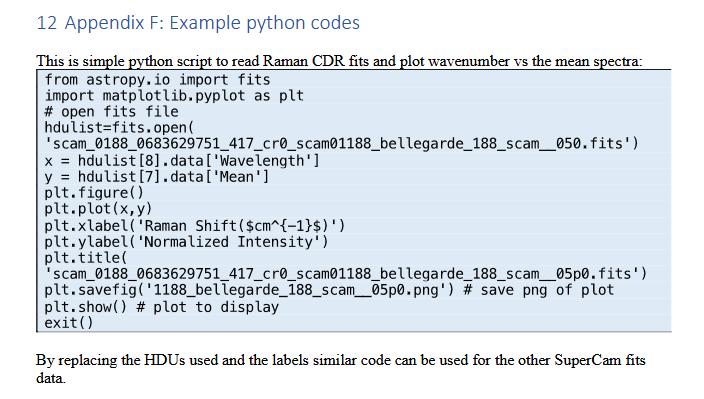 12 Appendix F: Example python codes
This is simple python script to read Raman CDR fits and plot wavenumber vs the mean spectra:
from astropy.io import fits
import matplotlib.pyplot as plt
# open fits file
hdulist=fits.open(
'scam_0188_0683629751_417_cr0_scam01188_bellegarde_188_scam__050.fits')
x = hdulist[8].data['Wavelength']
y = hdulist[7].data['Mean']
plt.figure()
plt.plot(x,y)
plt.xlabel('Raman Shift($cm^{-1}$)')
plt.ylabel('Normalized Intensity')
plt.title(
'scam_0188_0683629751_417_cr0_scam01188_bellegarde_188_scam__05p0.fits')
plt.savefig('1188_bellegarde_188_scam__05p0.png') # save png of plot
plt.show() # plot to display
exit()
By replacing the HDUs used and the labels similar code can be used for the other SuperCam fits
data.